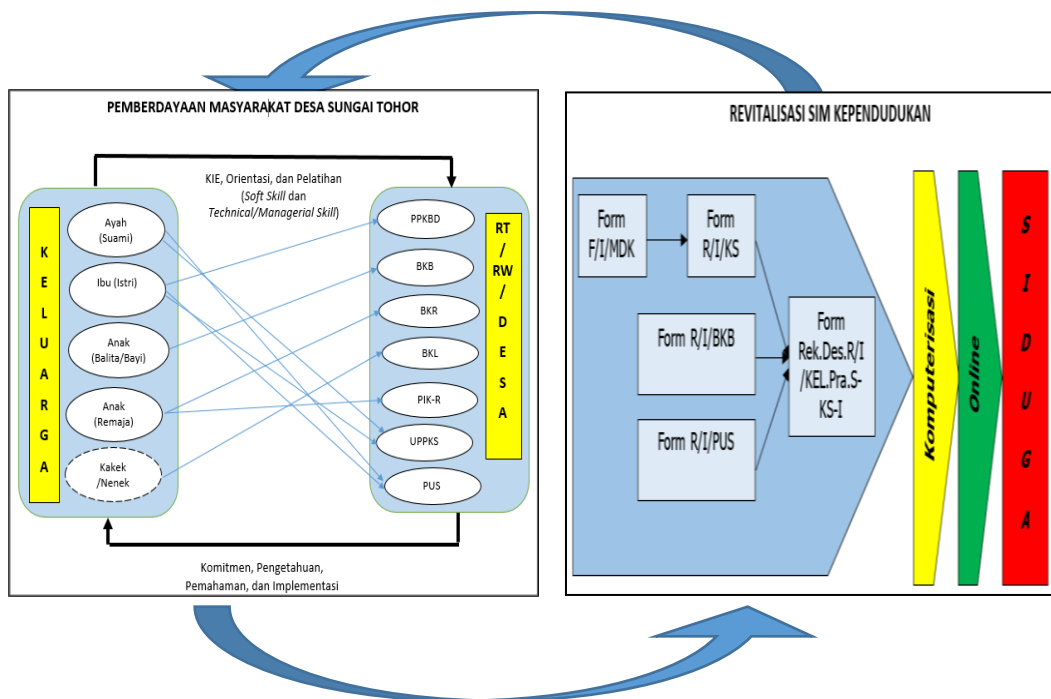 PEMBERDAYAAN MASYARAKAT DESA SUNGAI TOHOR
KIE, Orientasi, dan Pelatihan
(Soft Skill dan
Technical/Managerial Skill)
K
E
L
U
A
R
G
A
Ayah
(Suami)
Ibu (Istri)
Anak
(Balita/Bayi)
Anak
(Remaja)
Kakek
/Nenek
PPKBD
BKB
BKR
BKL
PIK-R
UPPKS
PUS
RT
/
RW
/
D
E
S
A
Komitmen, Pengetahuan,
Pemahaman, dan Implementasi
REVITALISASI SIM KEPENDUDUKAN
Form
F/I/MDK
Form
R/I/KS
Form R/I/BKB
Form R/I/PUS
Form
Rek.Des.R/I
/KEL.Pra.S-
KS-I
Komputerisasi
Online
S
I
D
U
G
A